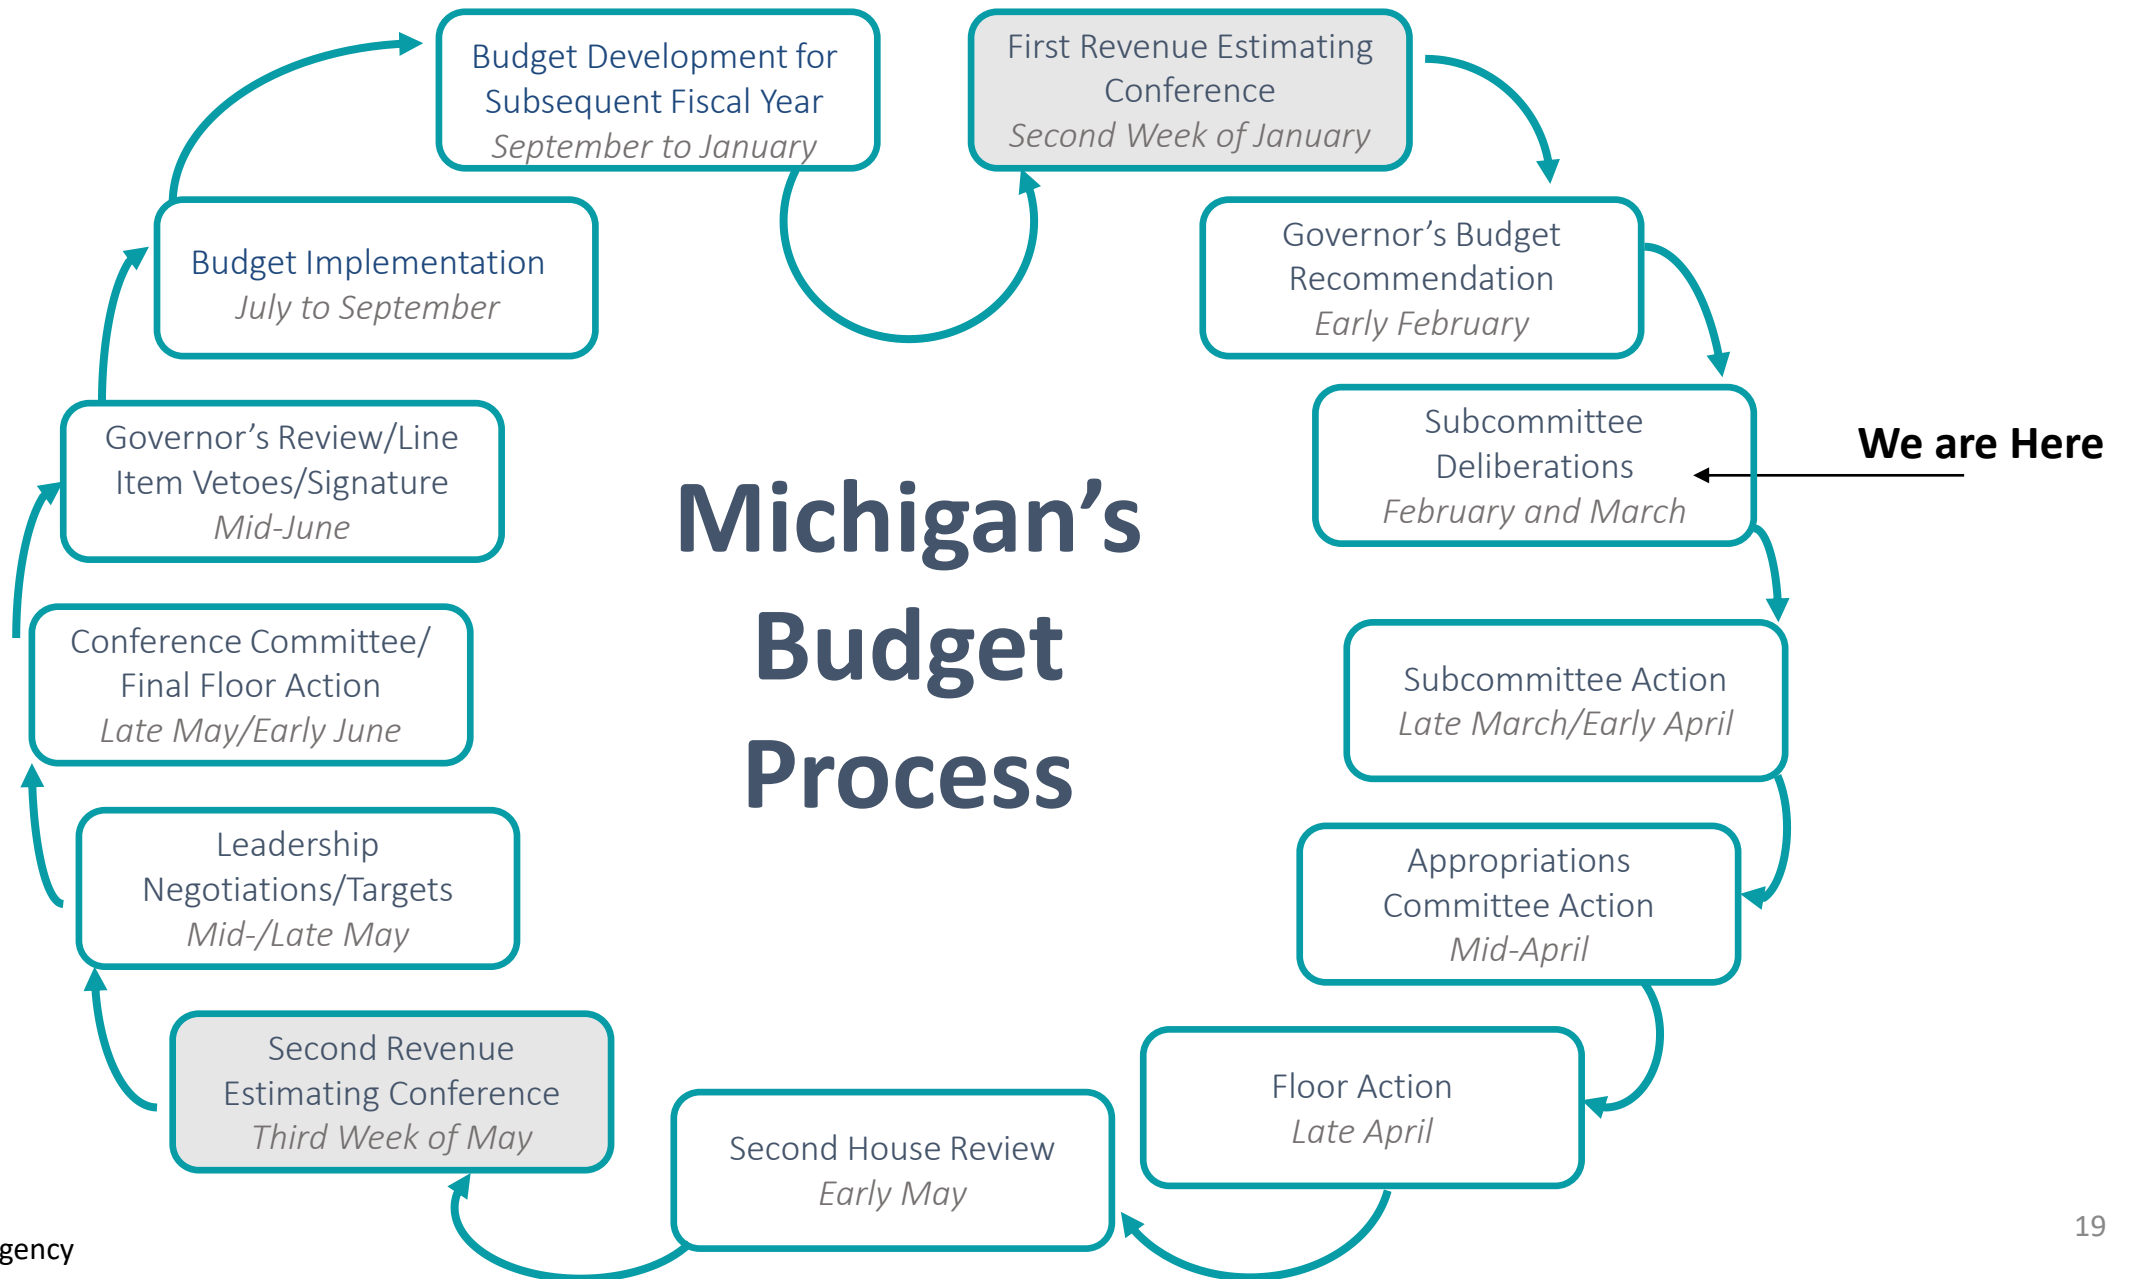 Budget Development for
Subsequent Fiscal Year
September to January
First Revenue Estimating
Conference
Second Week of January
Governor’s Budget
Recommendation
Early February
Subcommittee
Deliberations
February and March
We are Here
Subcommittee Action
Late March/Early April
Appropriations
Committee Action
Mid-April
Floor Action
Late April
Second House Review
Early May
Second Revenue
Estimating Conference
Third Week of May
Leadership
Negotiations/Targets
Mid-/Late May
Conference Committee/
Final Floor Action
Late May/Early June
Governor’s Review/Line
Item Vetoes/Signature
Mid-June
Budget Implementation
July to September
Michigan’s
Budget
Process
gency
19